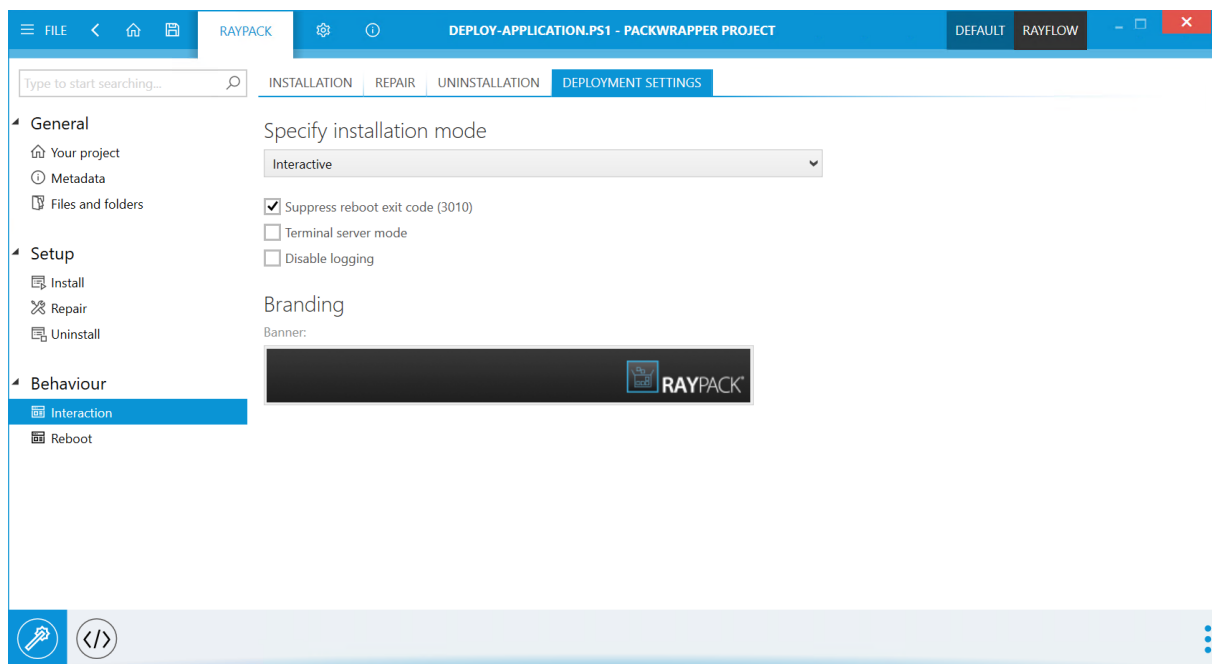 FILE
RAYPACK
DEPLOY-APPLICATION.PS1 - PACKWRAPPER PROJECT
DEFAULT
RAYFLOW
Type to start searching...
INSTALLATION
REPAIR
UNINSTALLATION
DEPLOYMENT SETTINGS
General
Your project
Metadata
Files and folders
Setup
Install
Repair
Uninstall
Behaviour
Interaction
Reboot
Specify installation mode
Interactive
Suppress reboot exit code (3010)
Terminal server mode
Disable logging
Branding
Banner:
RAYPACK